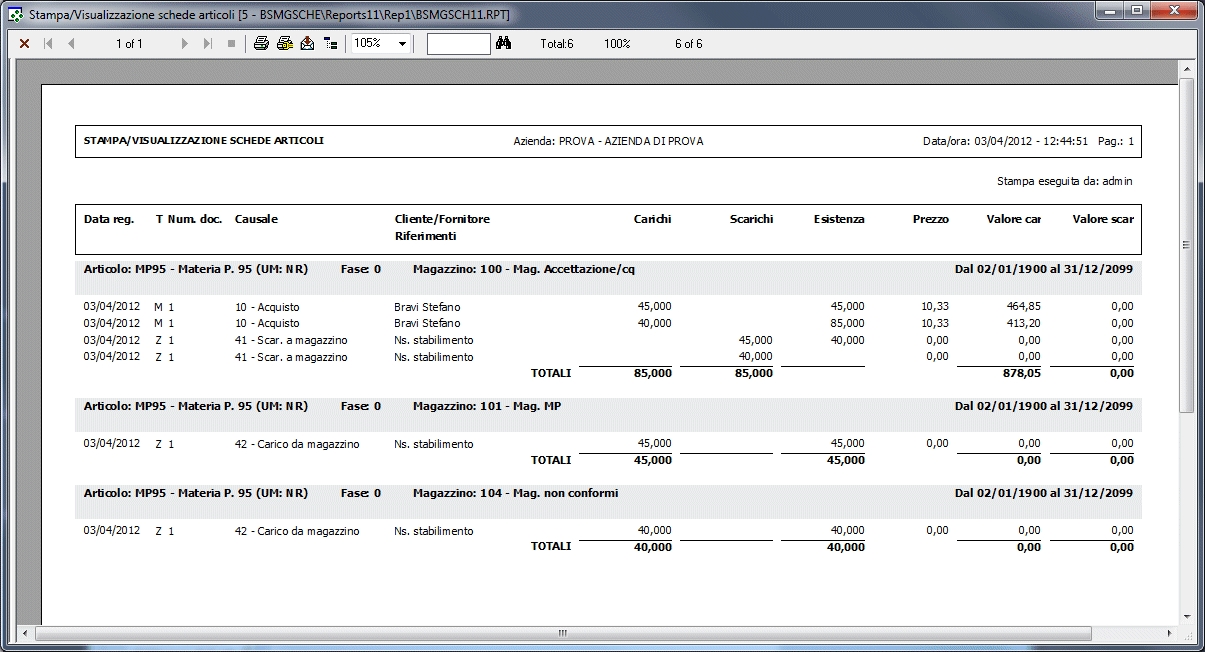 Stampa/Visualizzazione schede articoli [5 - BSMGSCHE\Reports11\Rep1\BSMGSCH11.RPT]
1 of 1 105% Total:6 100% 6 of 6
STAMPA/VISUALIZZAZIONE SCHEDE ARTICOLI Azienda: PROVA - AZIENDA DI PROVA Data/ora: 03/04/2012 - 12:44:51 Pag.: 1
Stampa eseguita da: admin
Data reg. T Num. doc. Causale Cliente/Fornitore Carichi Scarichi Esistenza Prezzo Valore car Valore scar
Riferimenti
Articolo: MP95 - Materia P. 95 (UM: NR) Fase: 0 Magazzino: 100 - Mag. Accettazione/cq Dal 02/01/1900 al 31/12/2099
03/04/2012 M 1 10 - Acquisto Bravi Stefano 45,000 45,000 10,33 464,85 0,00
03/04/2012 M 1 10 - Acquisto Bravi Stefano 40,000 85,000 10,33 413,20 0,00
03/04/2012 Z 1 41 - Scar. a magazzino Ns. stabilimento 45,000 40,000 0,00 0,00 0,00
03/04/2012 Z 1 41 - Scar. a magazzino Ns. stabilimento 40,000 0,00 0,00 0,00
TOTALI 85,000 85,000 878,05 0,00
Articolo: MP95 - Materia P. 95 (UM: NR) Fase: 0 Magazzino: 101 - Mag. MP Dal 02/01/1900 al 31/12/2099
03/04/2012 Z 1 42 - Carico da magazzino Ns. stabilimento 45,000 45,000 0,00 0,00 0,00
TOTALI 45,000 45,000 0,00 0,00
Articolo: MP95 - Materia P. 95 (UM: NR) Fase: 0 Magazzino: 104 - Mag. non conformi Dal 02/01/1900 al 31/12/2099
03/04/2012 Z 1 42 - Carico da magazzino Ns. stabilimento 40,000 40,000 0,00 0,00 0,00
TOTALI 40,000 40,000 0,00 0,00